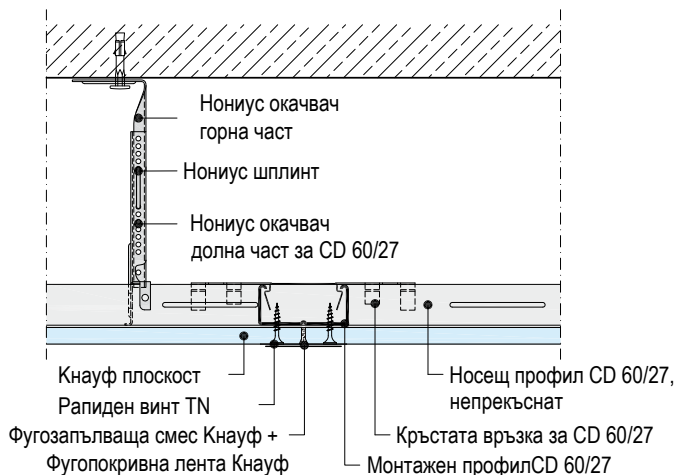 Нониус окачвач
горна част
Нониус шплинт
Нониус окачвач
долна част за CD 60/27
Кнауф плоскост
Рапиден винт TN
Фугозапълваща смес Кнауф +
Фугопокривна лента Кнауф
Носещ профил CD 60/27,
непрекъснат
Кръстата връзка за CD 60/27
Монтажен профилCD 60/27